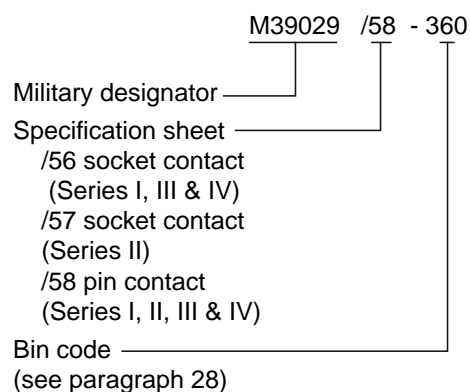 M39029 /58 - 360
Military designator
Specification sheet
/56 socket contact
(Series I, III & IV)
/57 socket contact
(Series II)
/58 pin contact
(Series I, II, III & IV)
Bin code
(see paragraph 28)